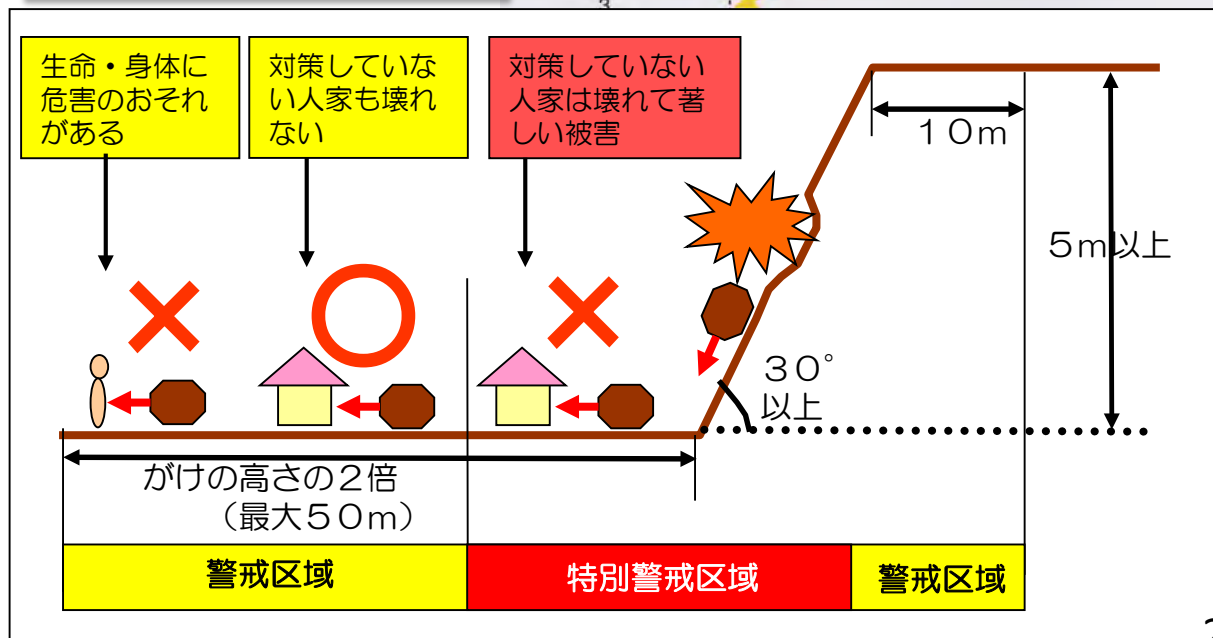 生命・身体に
危害のおそれ
がある
対策していな
い人家も壊れ
ない
対策していない
人家は壊れて著
しい被害
１０ｍ
５ｍ以上
３０°
以上
がけの高さの２倍
（最大５０ｍ）
警戒区域
特別警戒区域
警戒区域